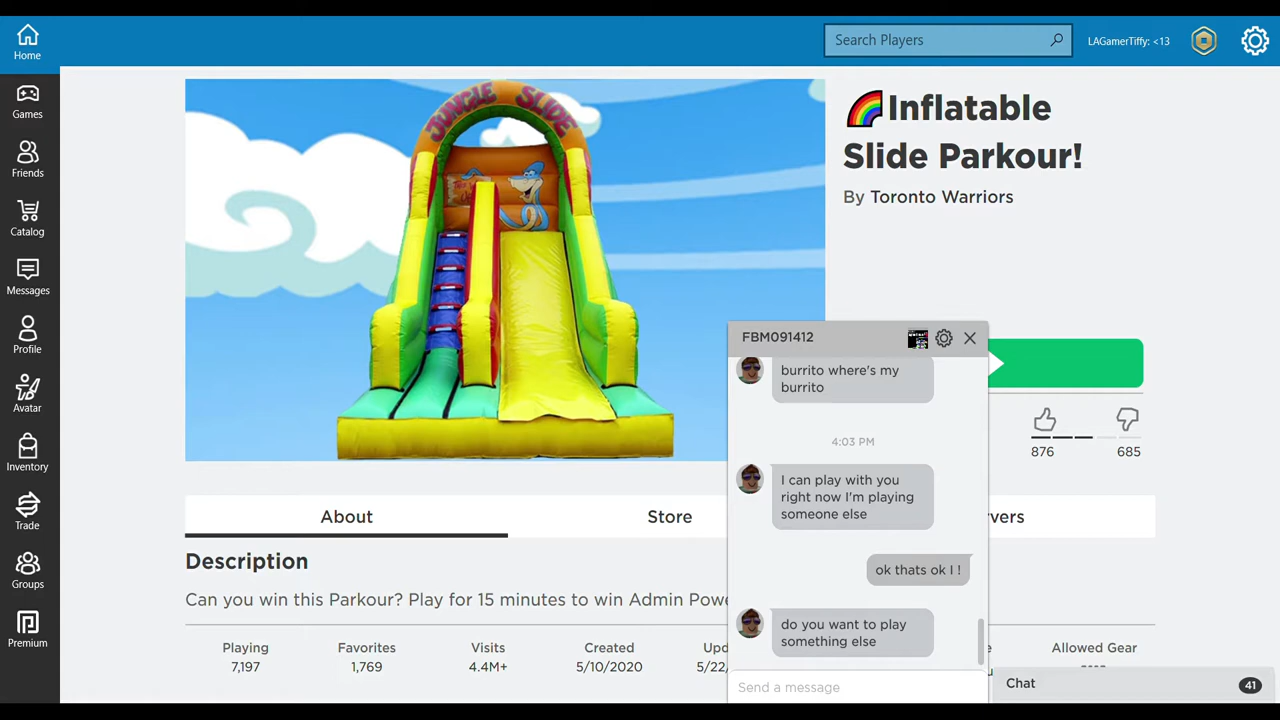 Home
Search Players
LAGamerTiffy: <13
Games
Friends
Catalog
Messages
Profile
Avatar
Inventory
Trade
Groups
Premium
JUNGLE SLIDE
🌈Inflatable
Slide Parkour!
By Toronto Warriors
FBM091412
burrito where's my
burrito
4:03 PM
I can play with you
right now I'm playing
someone else
ok thats ok I !
do you want to play
something else
Send a message
876
685
About
Store
Description
Can you win this Parkour? Play for 15 minutes to win Admin
Playing
7,197
Favorites
1,769
Visits
4.4M+
Created
5/10/2020
5/22,
Allowed Gear
Chat
41